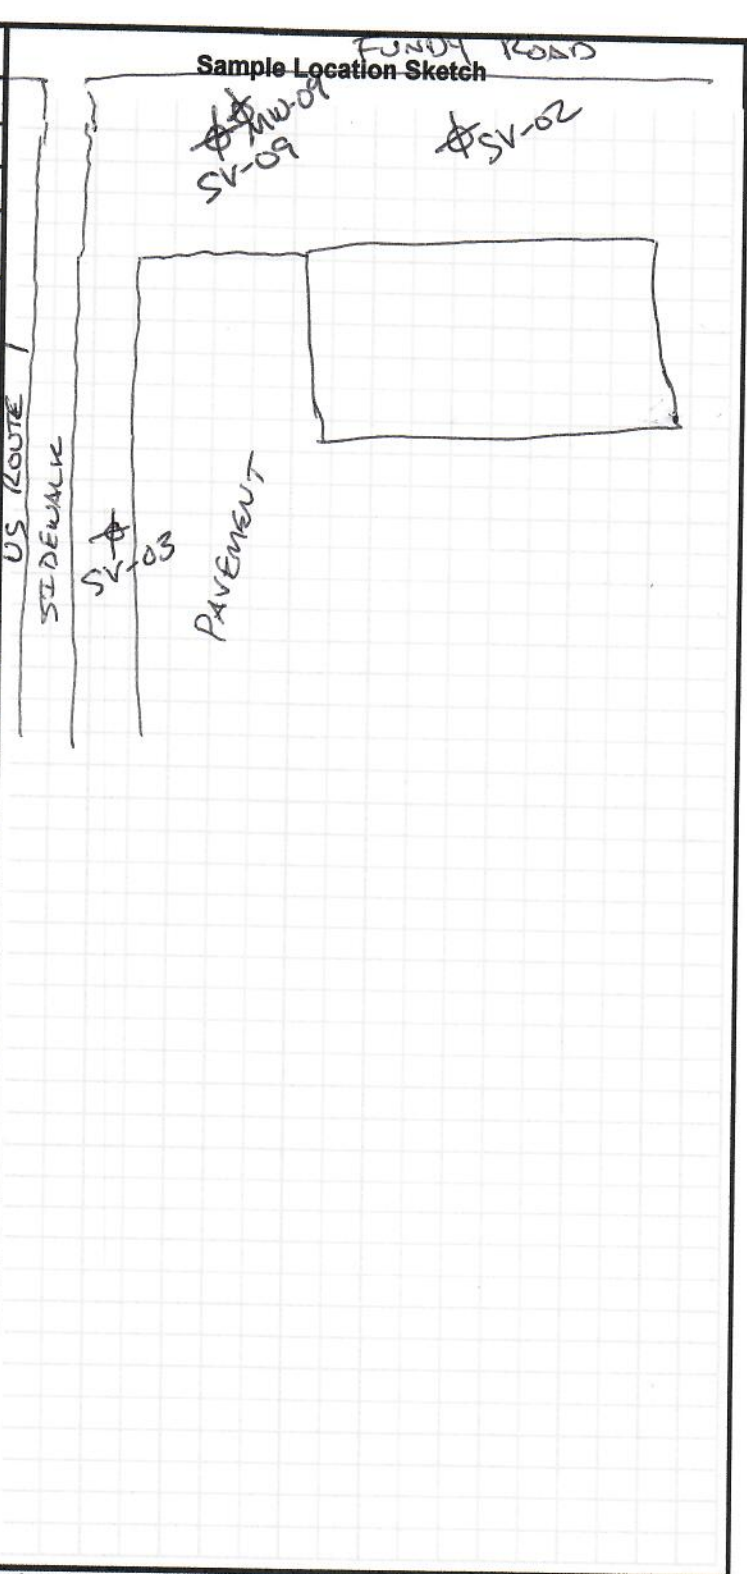 FUNDY ROAD
Sample Location Sketch
MW-09
SV-09
SV-02
US ROUTE 1
SIDEWALK
SV-03
PAVEMENT